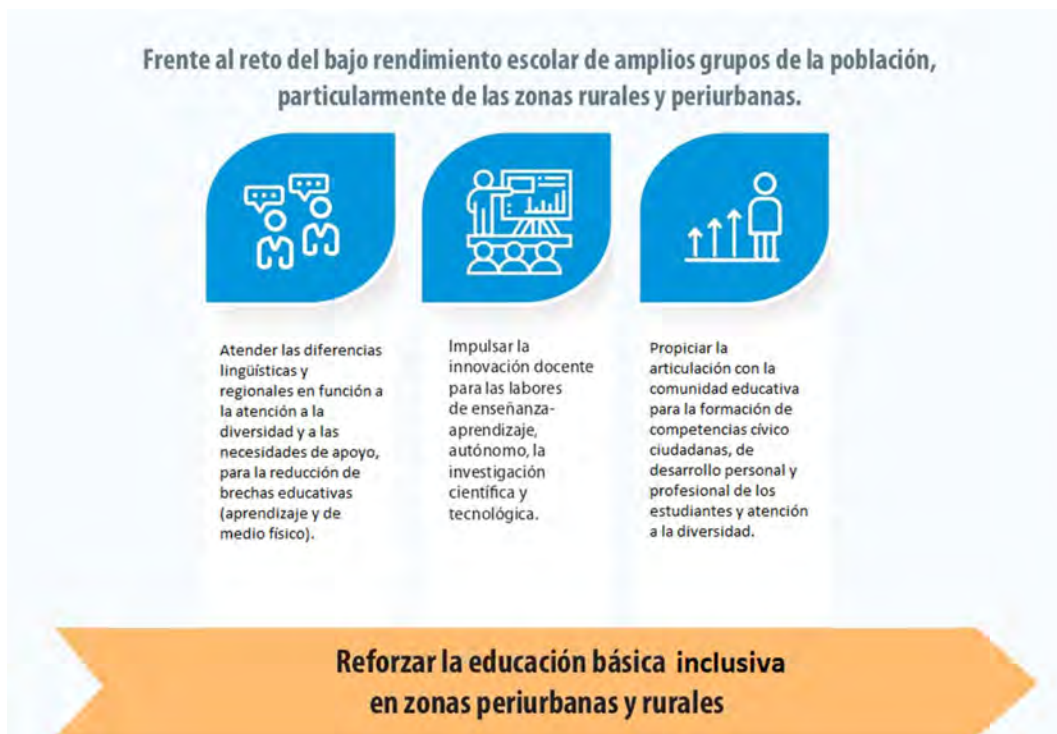 Frente al reto del bajo rendimiento escolar de amplios grupos de la población,
particularmente de las zonas rurales y periurbanas.
Atender las diferencias
lingüísticas y
regionales en función a
la atención a la
diversidad y a las
necesidades de apoyo,
para la reducción de
brechas educativas
(aprendizaje y de
medio físico).
Impulsar la
innovación docente
para las labores
de enseñanza-
aprendizaje,
autónomo, la
investigación
científica y
tecnológica.
Propiciar la
articulación con la
comunidad educativa
para la formación de
competencias cívico
ciudadanas, de
desarrollo personal y
profesional de los
estudiantes y atención
a la diversidad.
Reforzar la educación básica inclusiva
en zonas periurbanas y rurales